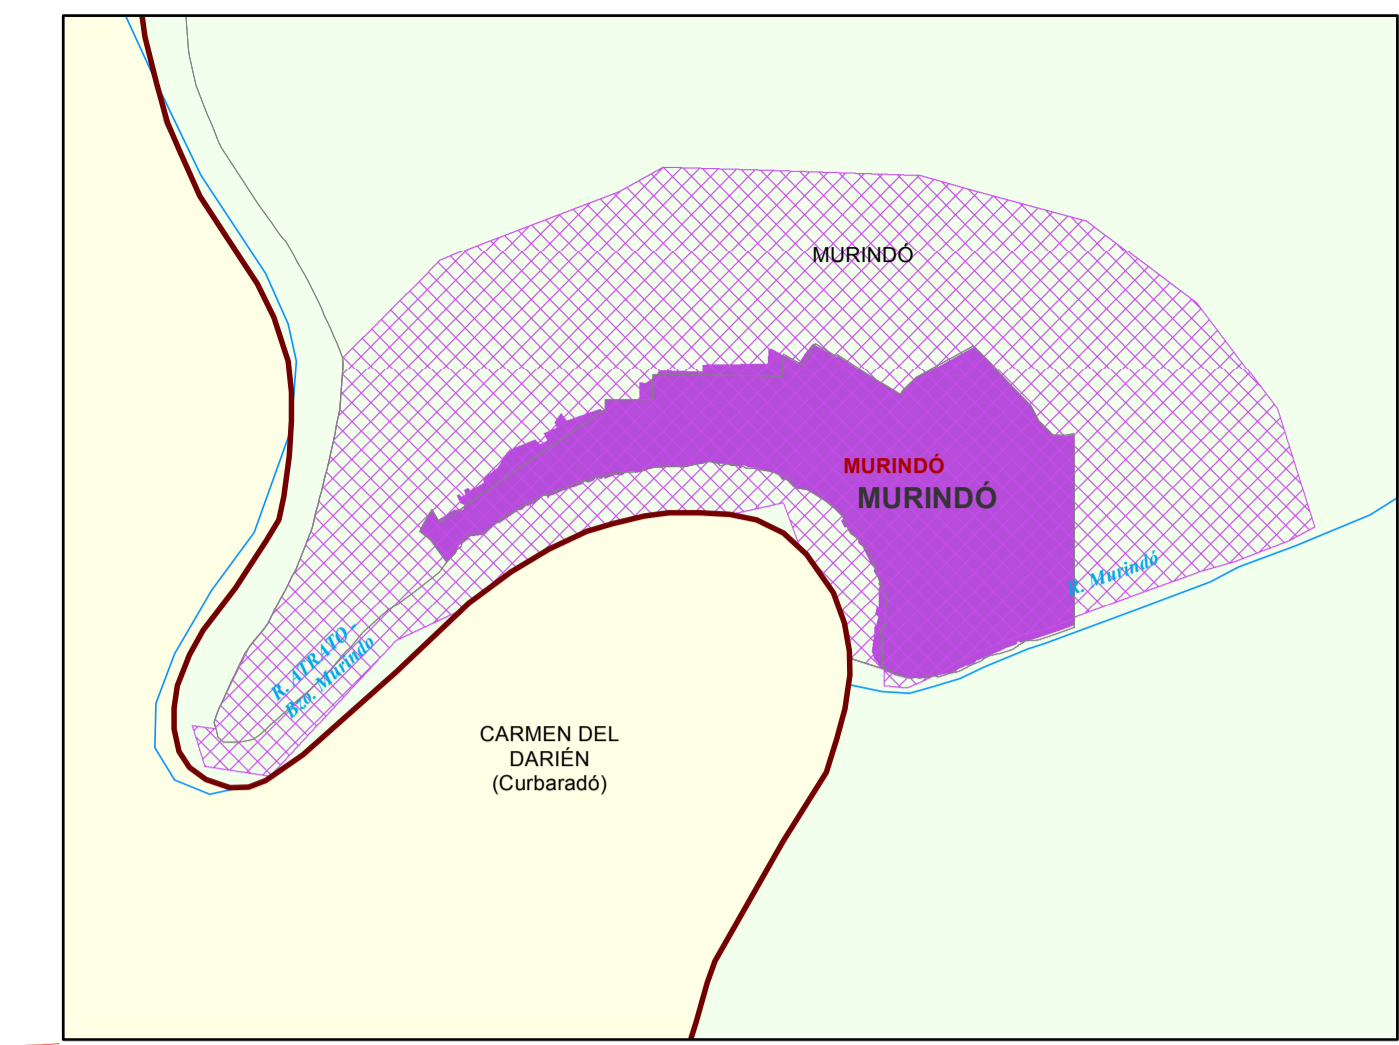 MURINDÓ
MURINDÓ
MURINDÓ
R. Murindó
R. ATRATO -
Bzo. Murindo
CARMEN DEL
DARIÉN
(Curbaradó)